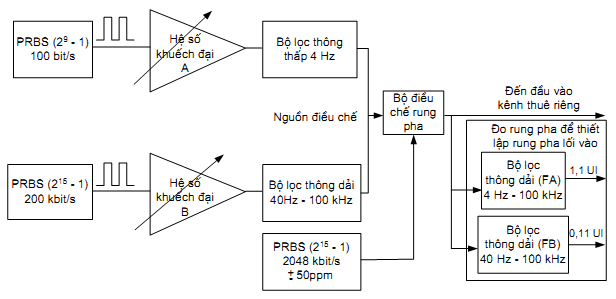 PRBS (2⁹ - 1)
100 bit/s
Hệ số
khuếch đại
A
Bộ lọc thông
thấp 4 Hz
Nguồn điều chế
Bộ điều
chế rung
pha
Đến đầu vào
kênh thuê riêng
Đo rung pha để thiết
lập rung pha lối vào
Bộ lọc
thông dải (FA)
4 Hz - 100 kHz
1,1 UI
Bộ lọc
thông dải (FB)
40 Hz - 100 kHz
0,11 UI
PRBS (2¹⁵ - 1)
200 kbit/s
Hệ số
khuếch đại
B
Bộ lọc thông dải
40Hz - 100 kHz
PRBS (2¹⁵ - 1)
2048 kbit/s
± 50ppm